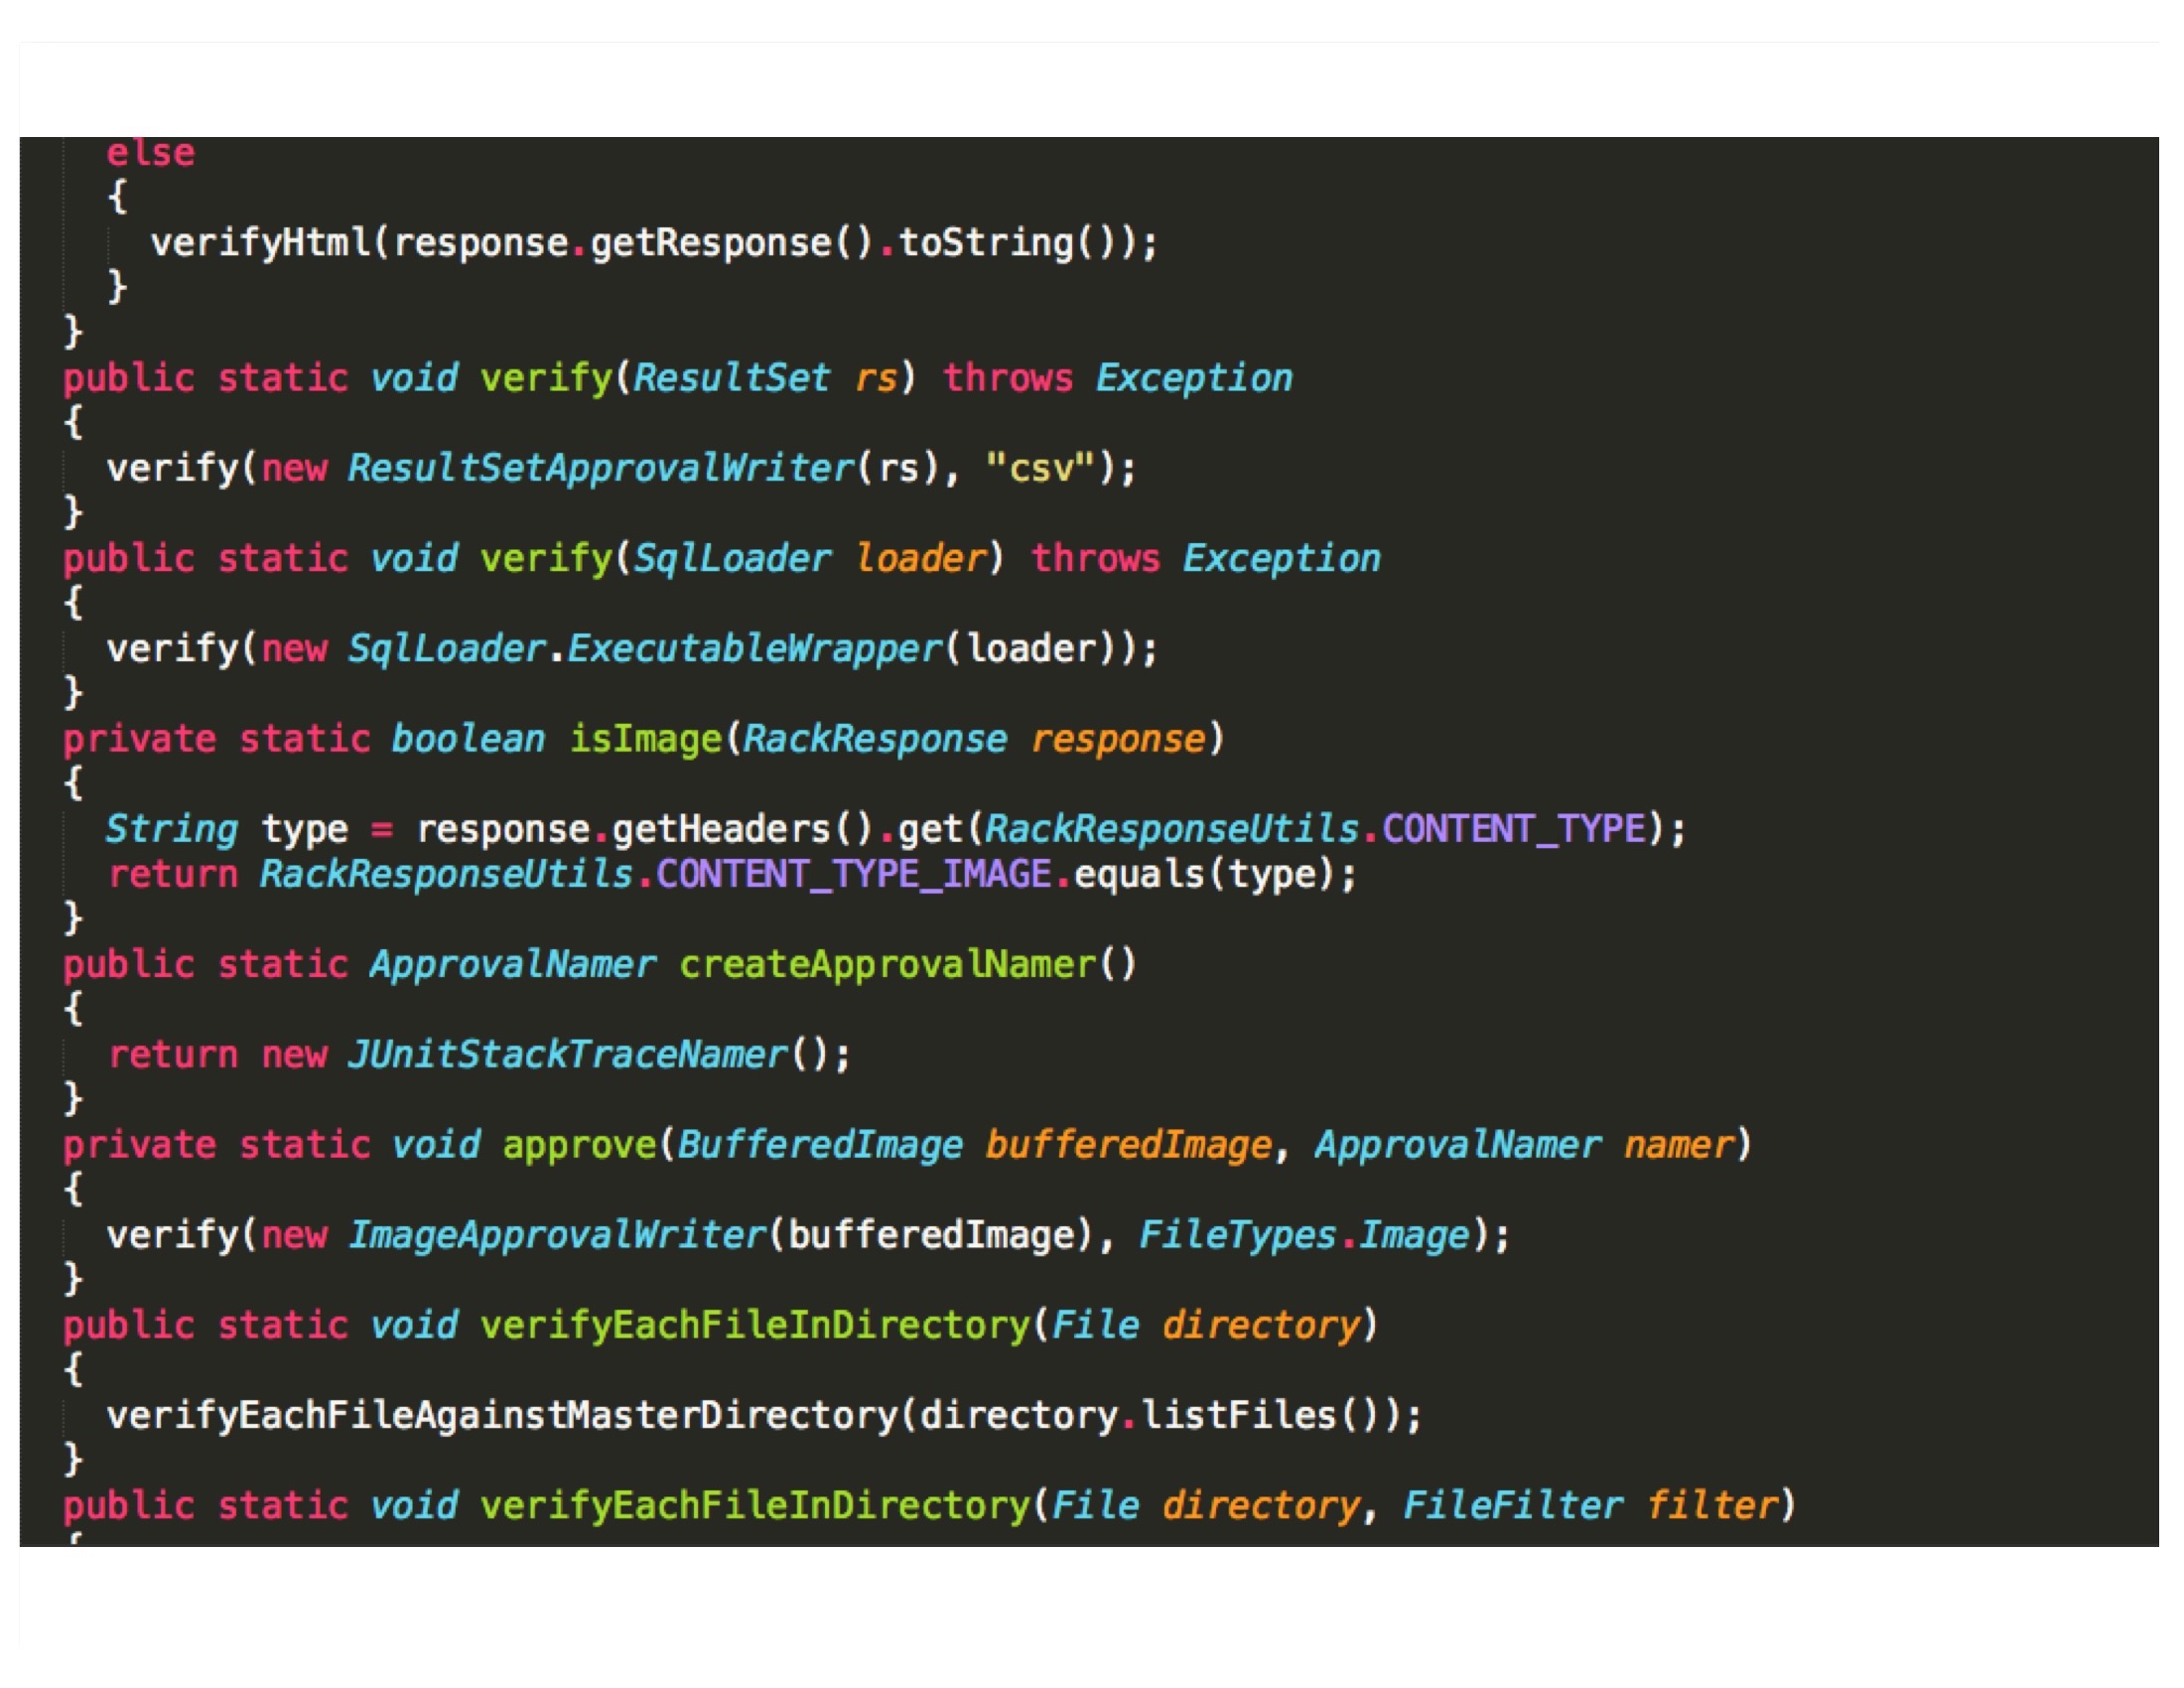 else
{
verifyHtml(response.getResponse().toString());
}
}
public static void verify(ResultSet rs) throws Exception
{
verify(new ResultSetApprovalWriter(rs), "csv");
}
public static void verify(SqlLoader loader) throws Exception
{
verify(new SqlLoader.ExecutableWrapper(loader));
}
private static boolean isImage(RackResponse response)
{
String type = response.getHeaders().get(RackResponseUtils.CONTENT_TYPE);
return RackResponseUtils.CONTENT_TYPE_IMAGE.equals(type);
}
public static ApprovalNamer createApprovalNamer()
{
return new JUnitStackTraceNamer();
}
private static void approve(BufferedImage bufferedImage, ApprovalNamer namer)
{
verify(new ImageApprovalWriter(bufferedImage), FileTypes.Image);
}
public static void verifyEachFileInDirectory(File directory)
{
verifyEachFileAgainstMasterDirectory(directory.listFiles());
}
public static void verifyEachFileInDirectory(File directory, FileFilter filter)
{